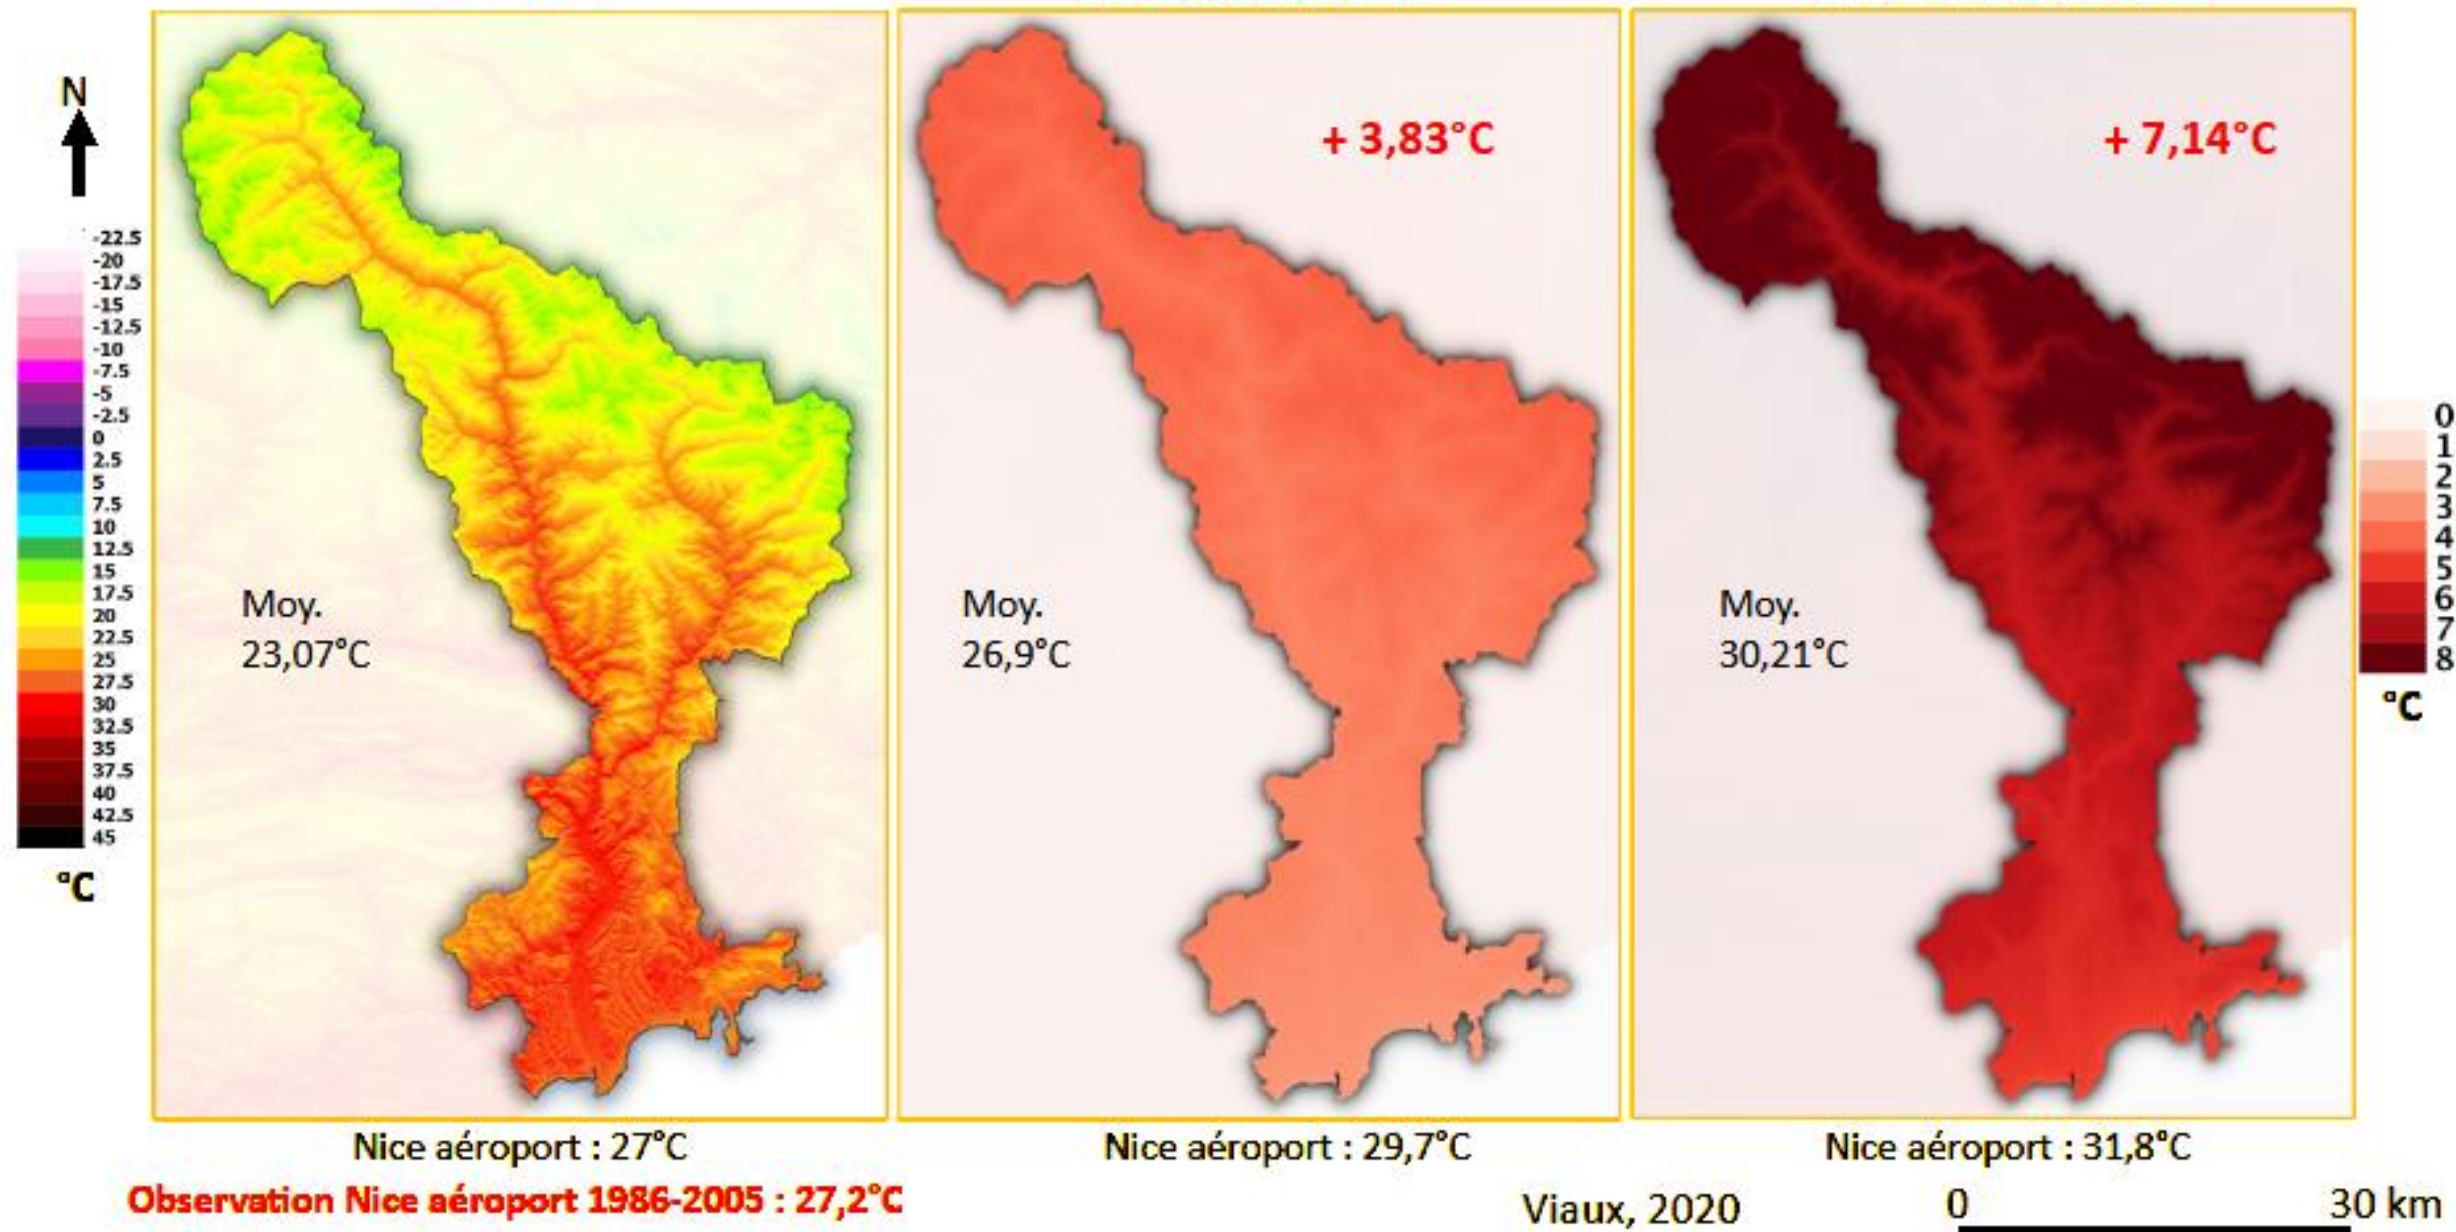 N
-22.5
-20
-17.5
-15
-12.5
-10
-7.5
-5
-2.5
0
2.5
5
7.5
10
12.5
15
17.5
20
22.5
25
27.5
30
32.5
35
37.5
40
42.5
45
°C
Moy.
23,07°C
+ 3,83°C
Moy.
26,9°C
+ 7,14°C
Moy.
30,21°C
0
1
2
3
4
5
6
7
8
°C
Nice aéroport : 27°C
Nice aéroport : 29,7°C
Nice aéroport : 31,8°C
Observation Nice aéroport 1986-2005 : 27,2°C
Viaux, 2020
0
30 km